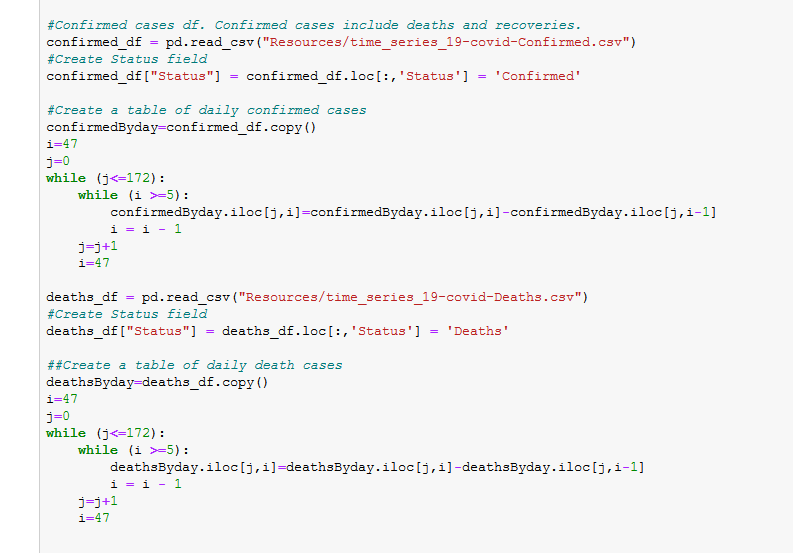 #Confirmed cases df. Confirmed cases include deaths and recoveries.
confirmed_df = pd.read_csv("Resources/time_series_19-covid-Confirmed.csv")
#Create Status field
confirmed_df["Status"] = confirmed_df.loc[:,'Status'] = 'Confirmed'

#Create a table of daily confirmed cases
confirmedByday=confirmed_df.copy()
i=47
j=0
while (j<=172):
    while (i >=5):
        confirmedByday.iloc[j,i]=confirmedByday.iloc[j,i]-confirmedByday.iloc[j,i-1]
        i = i - 1
    j=j+1
    i=47

deaths_df = pd.read_csv("Resources/time_series_19-covid-Deaths.csv")
#Create Status field
deaths_df["Status"] = deaths_df.loc[:,'Status'] = 'Deaths'

##Create a table of daily death cases
deathsByday=deaths_df.copy()
i=47
j=0
while (j<=172):
    while (i >=5):
        deathsByday.iloc[j,i]=deathsByday.iloc[j,i]-deathsByday.iloc[j,i-1]
        i = i - 1
    j=j+1
    i=47